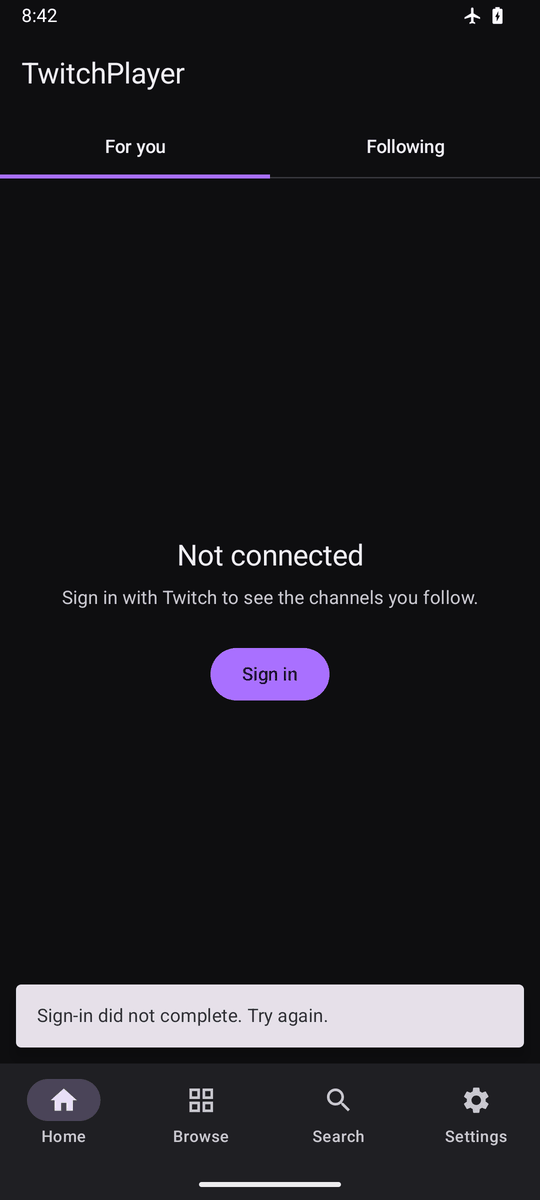 8:42
TwitchPlayer
For you
Following
Not connected
Sign in with Twitch to see the channels you follow.
Sign in
Sign-in did not complete. Try again.
Home
Browse
Search
Settings